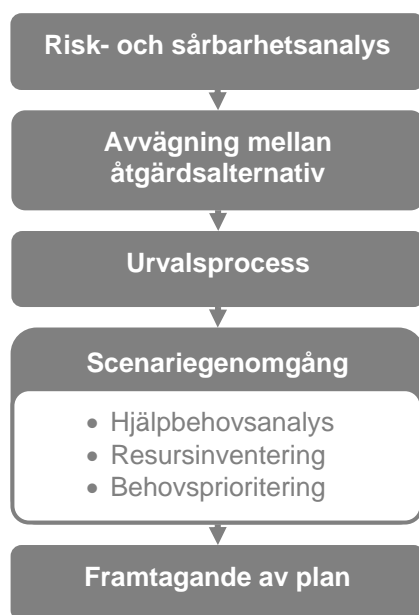 Risk- och sårbarhetsanalys
Avvägning mellan
åtgärdsalternativ
Urvalsprocess
Scenariegenomgång
• Hjälpbehovsanalys
• Resursinventering
• Behovsprioritering
Framtagande av plan